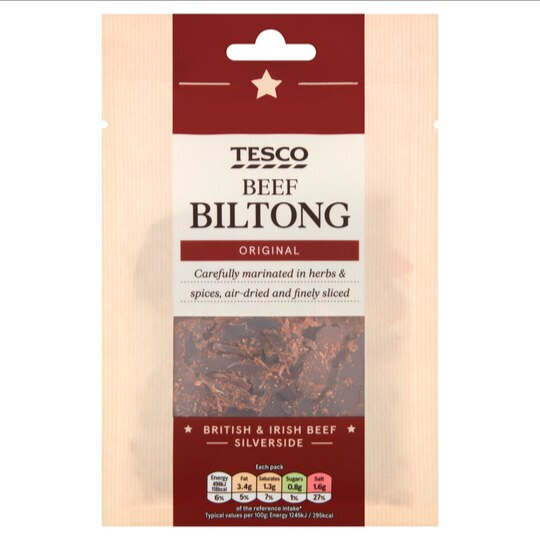 TESCO
BEEF
BILTONG
ORIGINAL
Carefully marinated in herbs &
spices, air-dried and finely sliced
BRITISH & IRISH BEEF
SILVERSIDE
Each pack
Energy Fat Saturates Sugars Salt
498kJ 3.4g 1.3g 0.8g 1.6g
118kcal
6% 5% 7% 1% 27%
of the reference intake*
Typical values per 100g: Energy 1245kJ / 295kcal